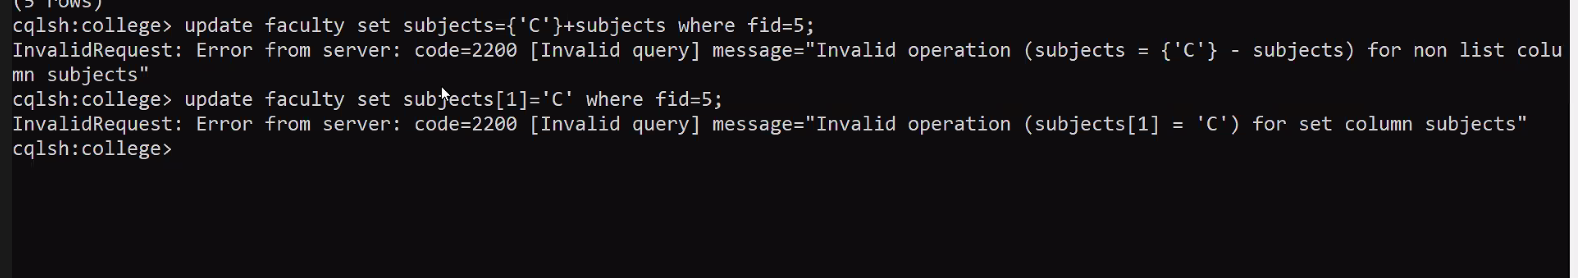 (5 rows)
cqlsh:college> update faculty set subjects={'C'}+subjects where fid=5;
InvalidRequest: Error from server: code=2200 [Invalid query] message="Invalid operation (subjects = {'C'} - subjects) for non list colu
mn subjects"
cqlsh:college> update faculty set subjects[1]='C' where fid=5;
InvalidRequest: Error from server: code=2200 [Invalid query] message="Invalid operation (subjects[1] = 'C') for set column subjects"
cqlsh:college>